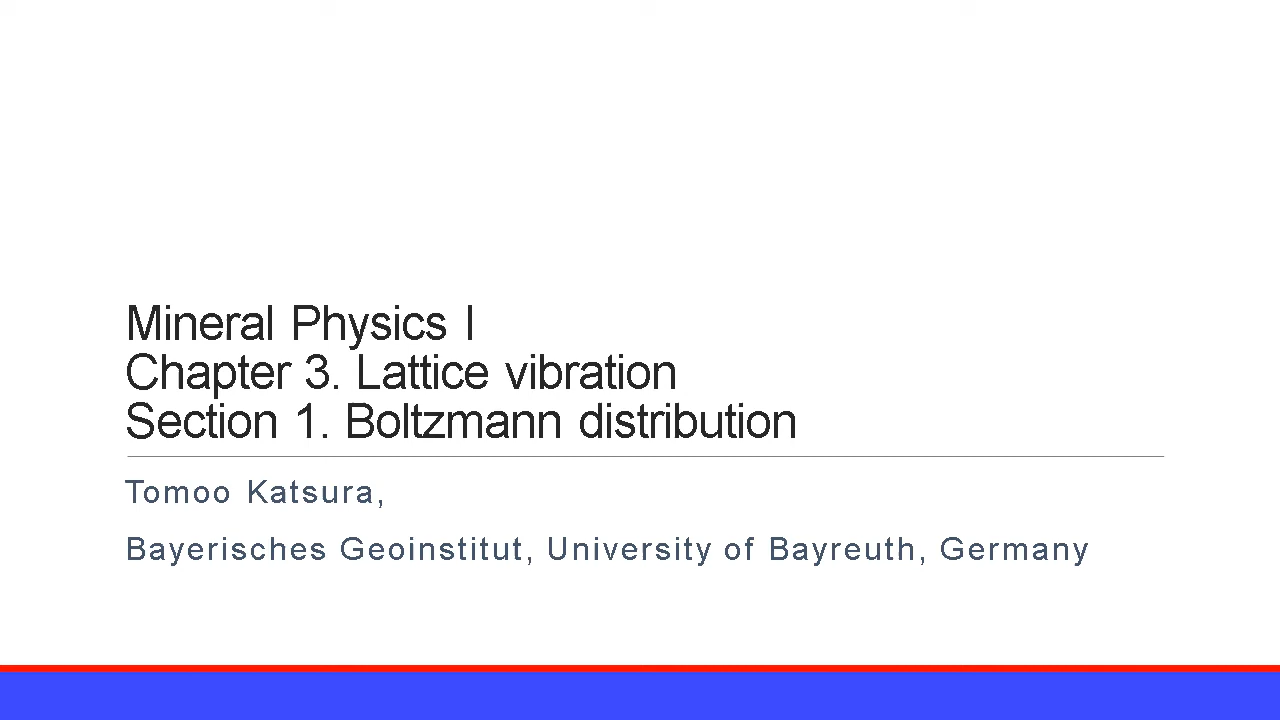 Mineral Physics I
Chapter 3. Lattice vibration
Section 1. Boltzmann distribution
Tomoo Katsura,
Bayerisches Geoinstitut, University of Bayreuth, Germany